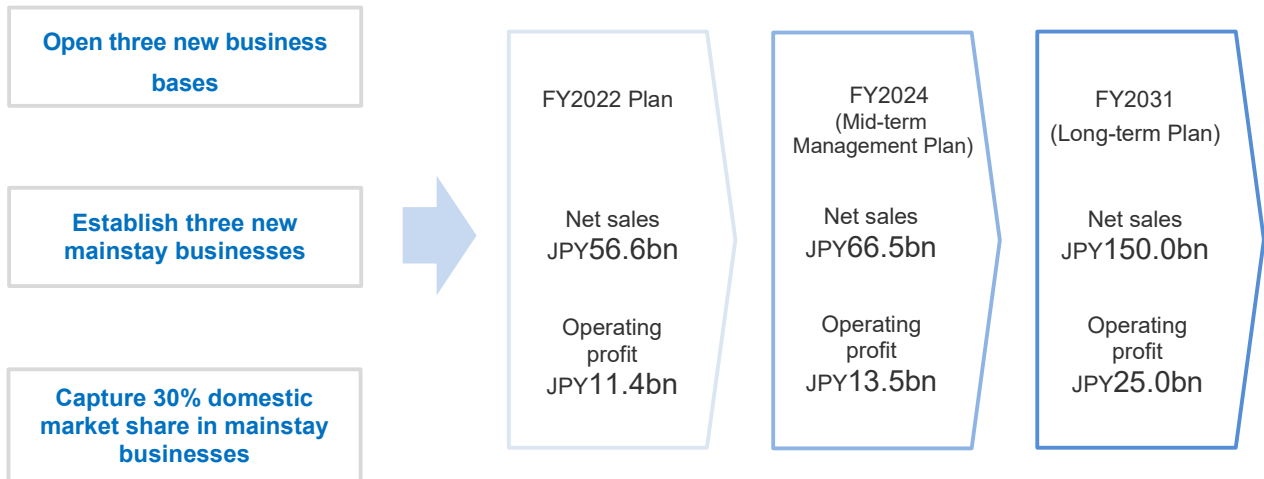 Open three new business
bases
Establish three new
mainstay businesses
Capture 30% domestic
market share in mainstay
businesses
FY2022 Plan
Net sales
JPY56.6bn
Operating
profit
JPY11.4bn
FY2024
(Mid-term
Management Plan)
Net sales
JPY66.5bn
Operating
profit
JPY13.5bn
FY2031
(Long-term Plan)
Net sales
JPY150.0bn
Operating
profit
JPY25.0bn